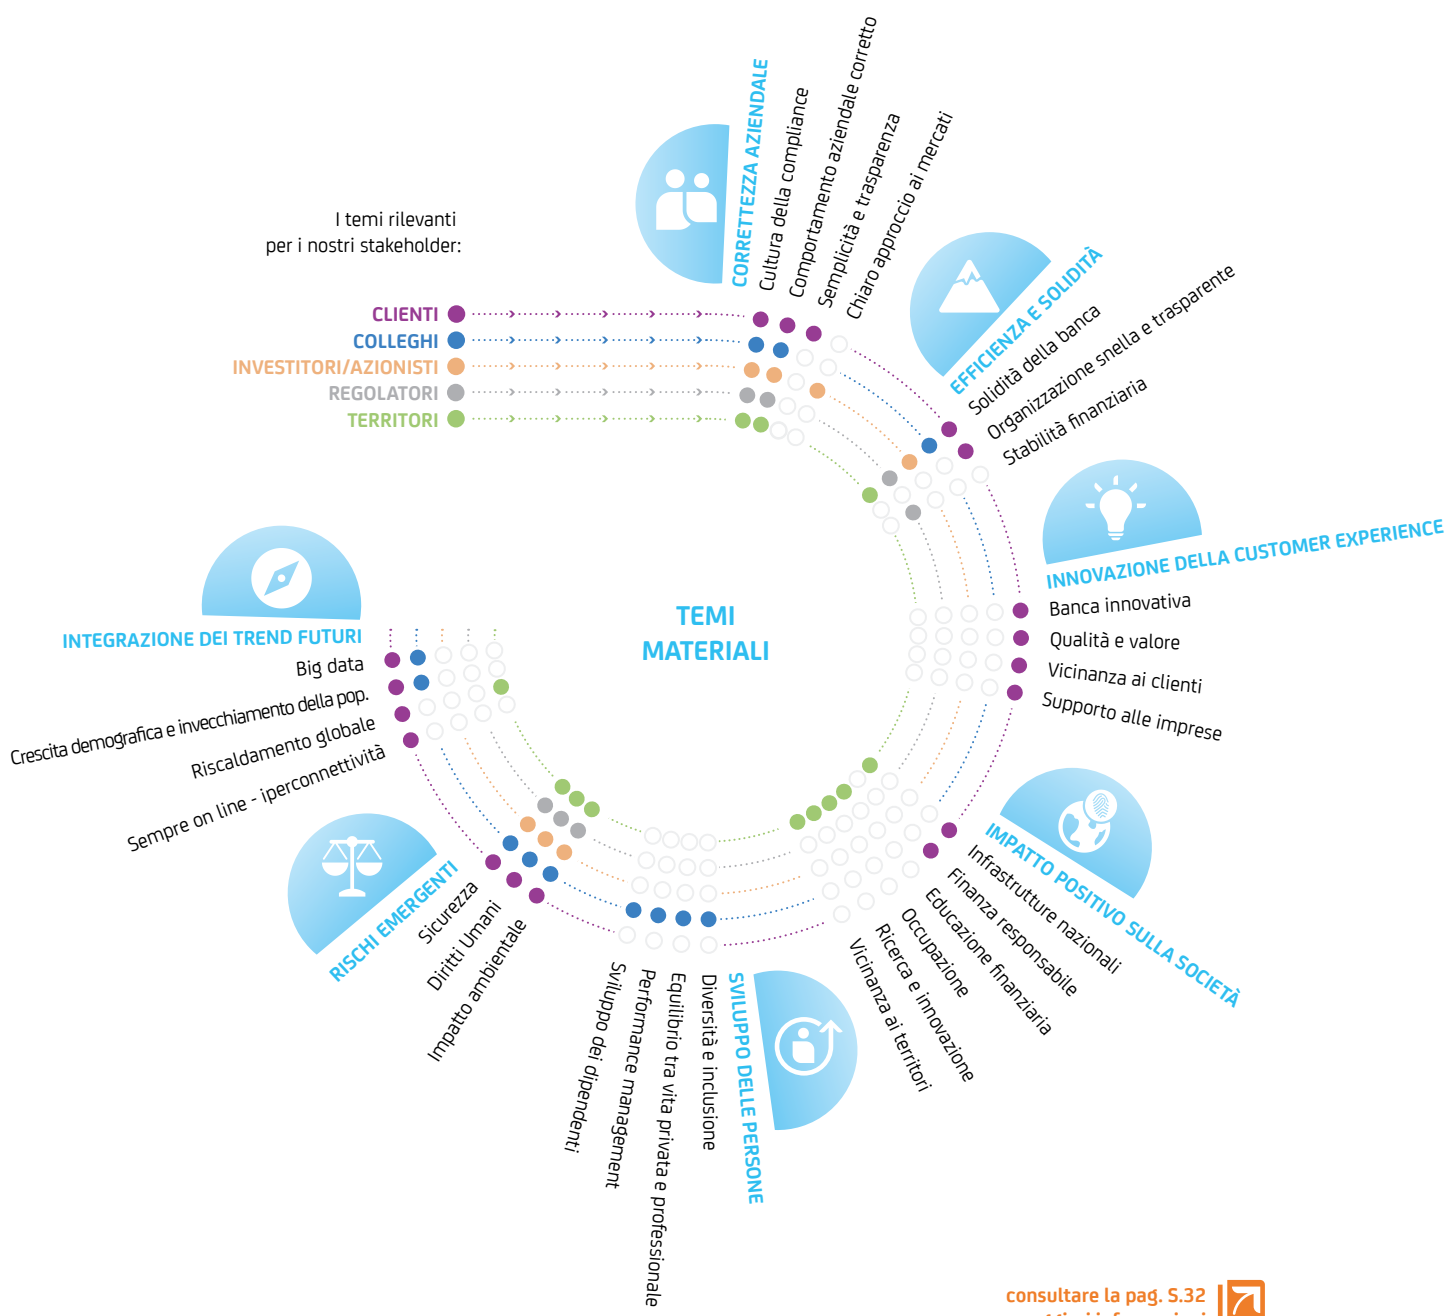 I temi rilevanti
per i nostri stakeholder:
CLIENTI
COLLEGHI
INVESTITORI/AZIONISTI
REGOLATORI
TERRITORI
CORRETTEZZA AZIENDALE
Cultura della compliance
Comportamento aziendale corretto
Semplicità e trasparenza
Chiaro approccio ai mercati
EFFICIENZA E SOLIDITÀ
Solidità della banca
Organizzazione snella e trasparente
Stabilità finanziaria
INNOVAZIONE DELLA CUSTOMER EXPERIENCE
Banca innovativa
Qualità e valore
Vicinanza ai clienti
Supporto alle imprese
IMPATTO POSITIVO SULLA SOCIETÀ
Infrastrutture nazionali
Finanza responsabile
Educazione finanziaria
Occupazione
Ricerca e innovazione
Vicinanza ai territori
SVILUPPO DELLE PERSONE
Diversità e inclusione
Equilibrio tra vita privata e professionale
Performance management
Sviluppo dei dipendenti
RISCHI EMERGENTI
Sicurezza
Diritti Umani
Impatto ambientale
INTEGRAZIONE DEI TREND FUTURI
Big data
Crescita demografica e invecchiamento della pop.
Riscaldamento globale
Sempre on line - iperconnettività
TEMI
MATERIALI
consultare la pag. S.32